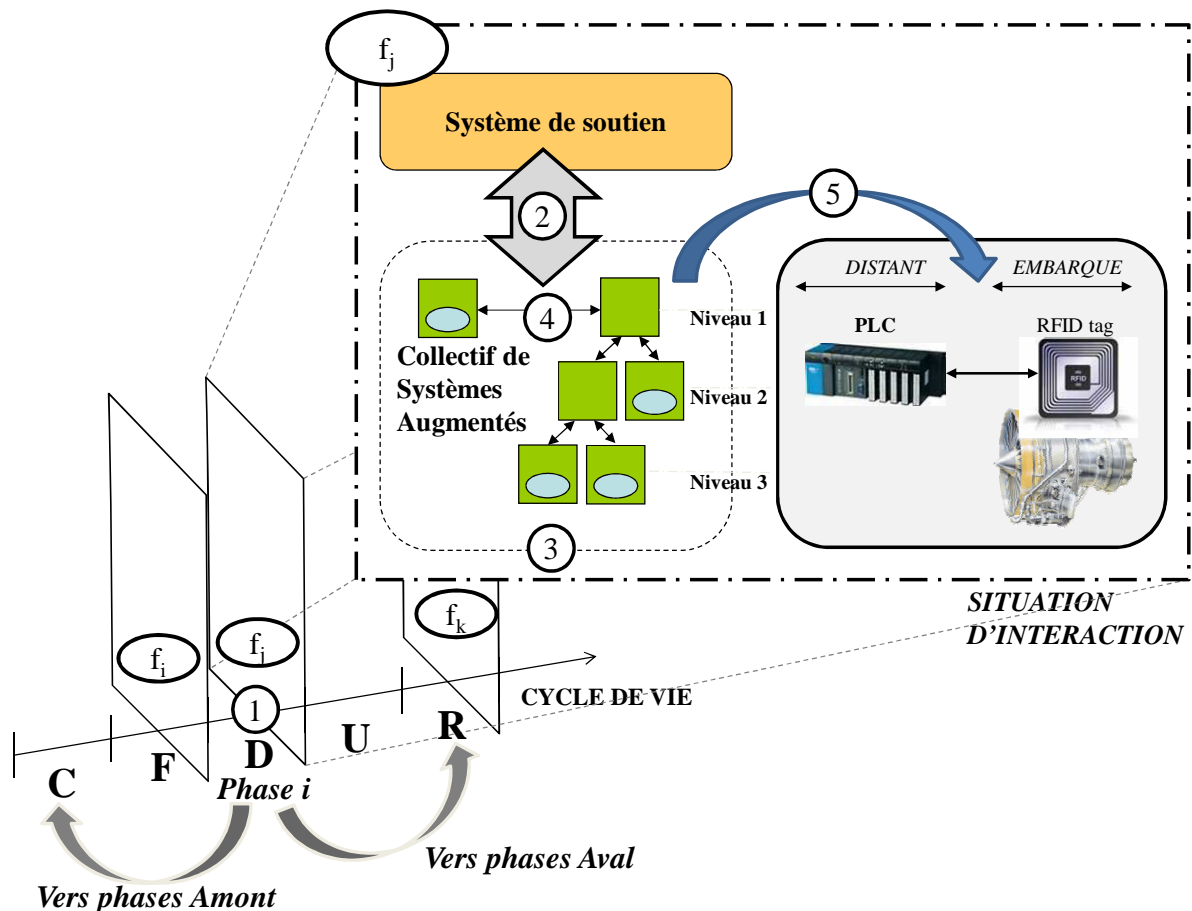 f_j
Système de soutien
2
5
DISTANT
EMBARQUE
4
Niveau 1
PLC
RFID tag
RFID
Collectif de
Systèmes
Augmentés
Niveau 2
Niveau 3
3
SITUATION
D'INTERACTION
f_i
f_j
f_k
1
CYCLE DE VIE
C
F
D
U
R
Phase i
Vers phases Aval
Vers phases Amont